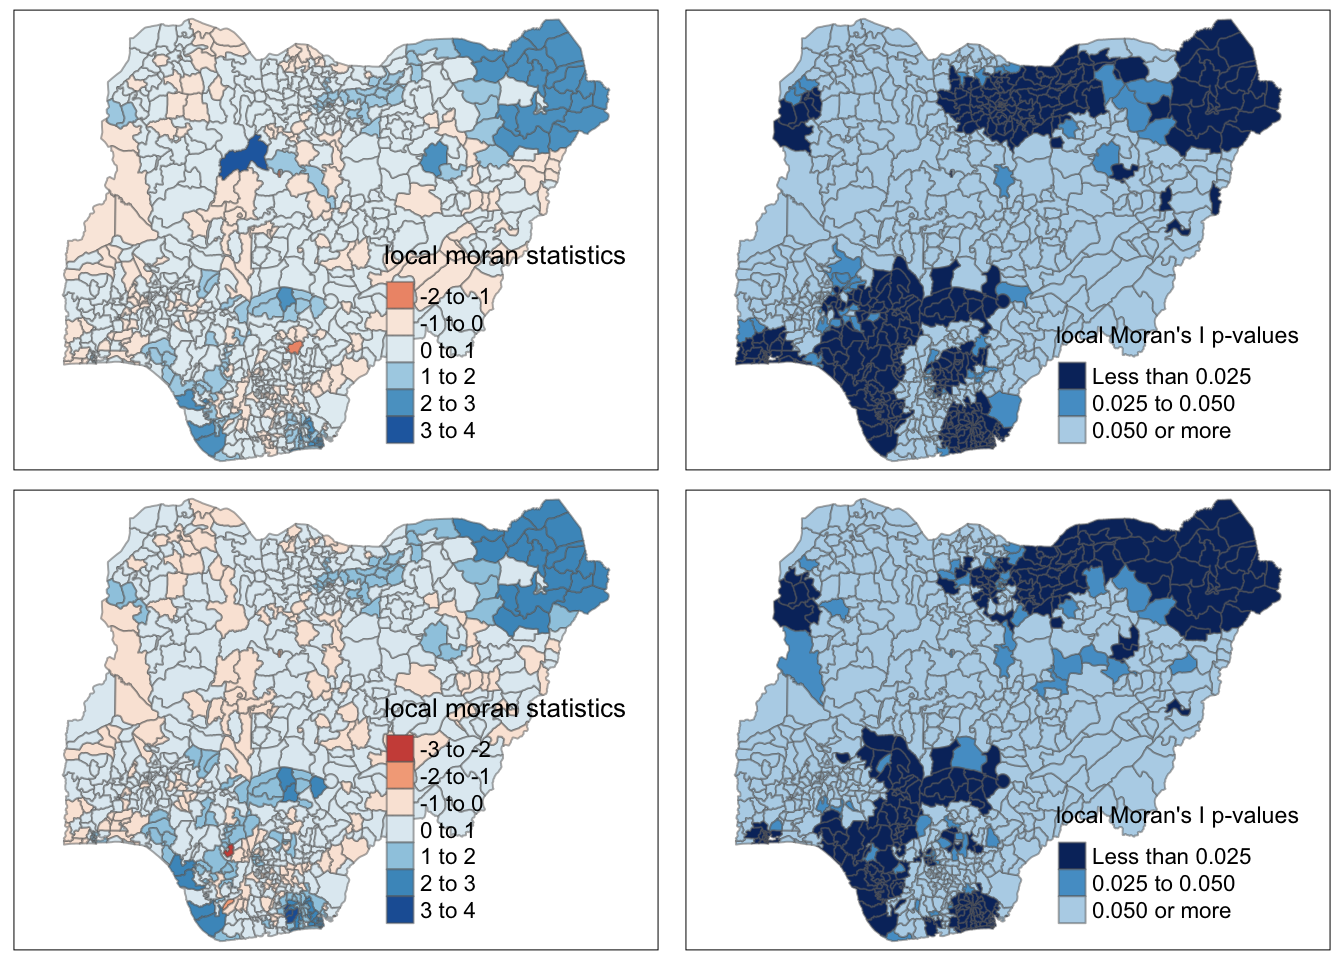 local moran statistics
-2 to -1
-1 to 0
0 to 1
1 to 2
2 to 3
3 to 4
local Moran's I p-values
Less than 0.025
0.025 to 0.050
0.050 or more
local moran statistics
-3 to -2
-2 to -1
-1 to 0
0 to 1
1 to 2
2 to 3
3 to 4
local Moran's I p-values
Less than 0.025
0.025 to 0.050
0.050 or more